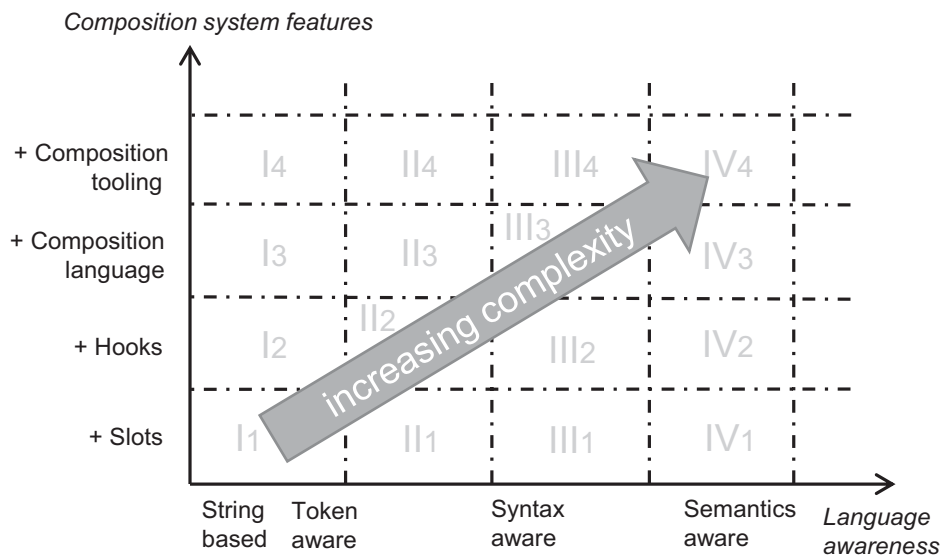 Composition system features
+ Composition
tooling
I4
II4
III4
IV4
+ Composition
language
I3
II3
III3
IV3
+ Hooks
I2
II2
III2
IV2
increasing complexity
+ Slots
I1
II1
III1
IV1
String
based
Token
aware
Syntax
aware
Semantics
aware
Language
awareness